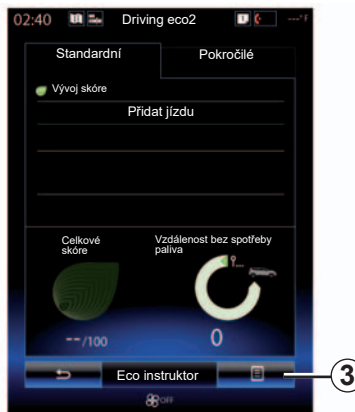 02:40 Driving eco2 ---°F
Standardní Pokročilé
Vývoj skóre
Přidat jízdu
Celkové skóre
Vzdálenost bez spotřeby paliva
--/100
0
Eco instruktor
3
OFF